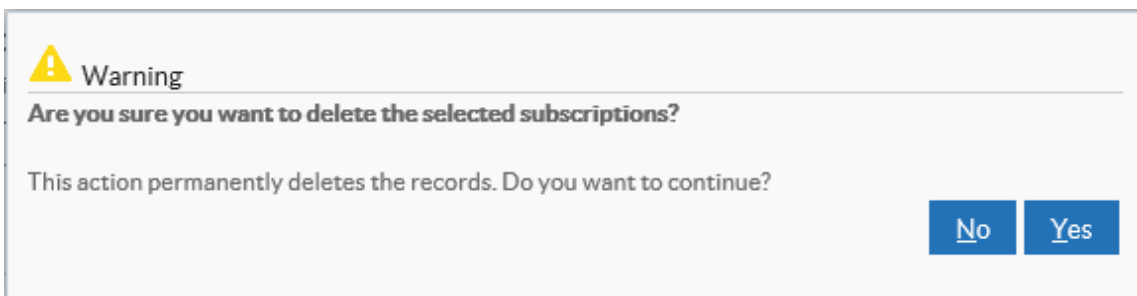 Warning
Are you sure you want to delete the selected subscriptions?
This action permanently deletes the records. Do you want to continue?
No Yes